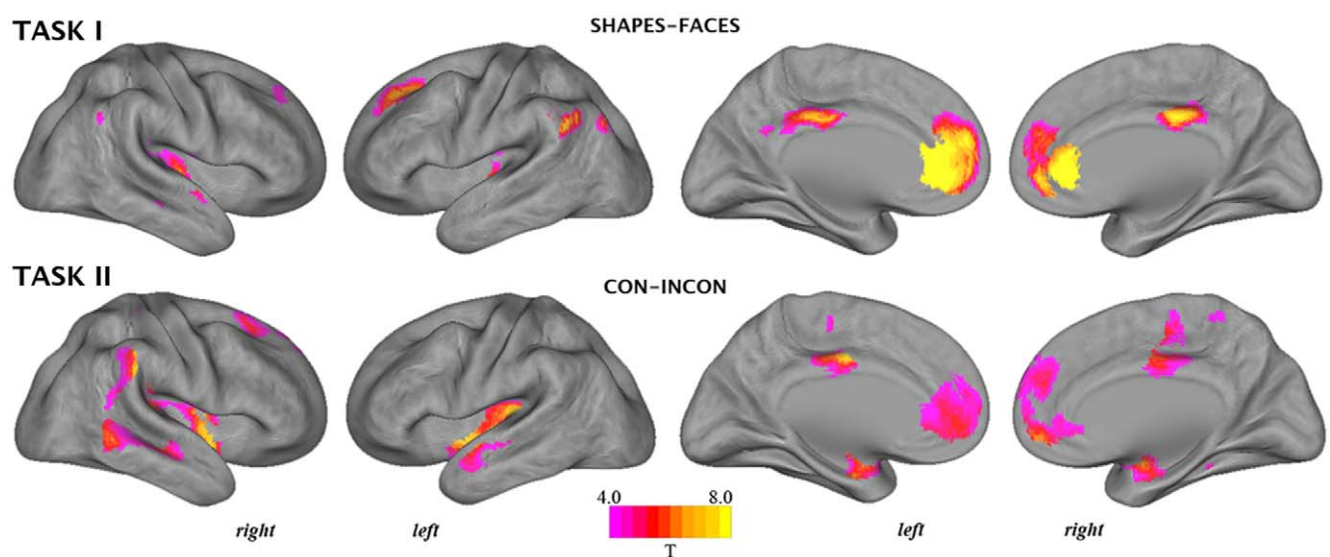 TASK I
SHAPES-FACES
TASK II
CON-INCON
4.0 8.0
T
right left left right